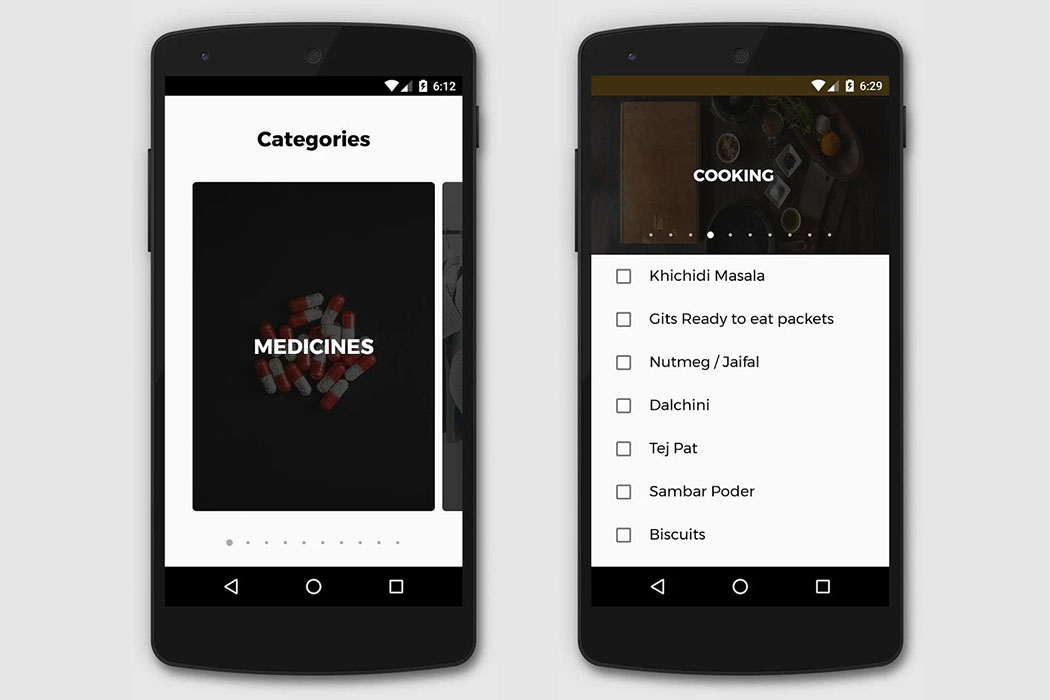 6:12
Categories
MEDICINES
6:29
COOKING
Khichidi Masala
Gits Ready to eat packets
Nutmeg / Jaifal
Dalchini
Tej Pat
Sambar Poder
Biscuits